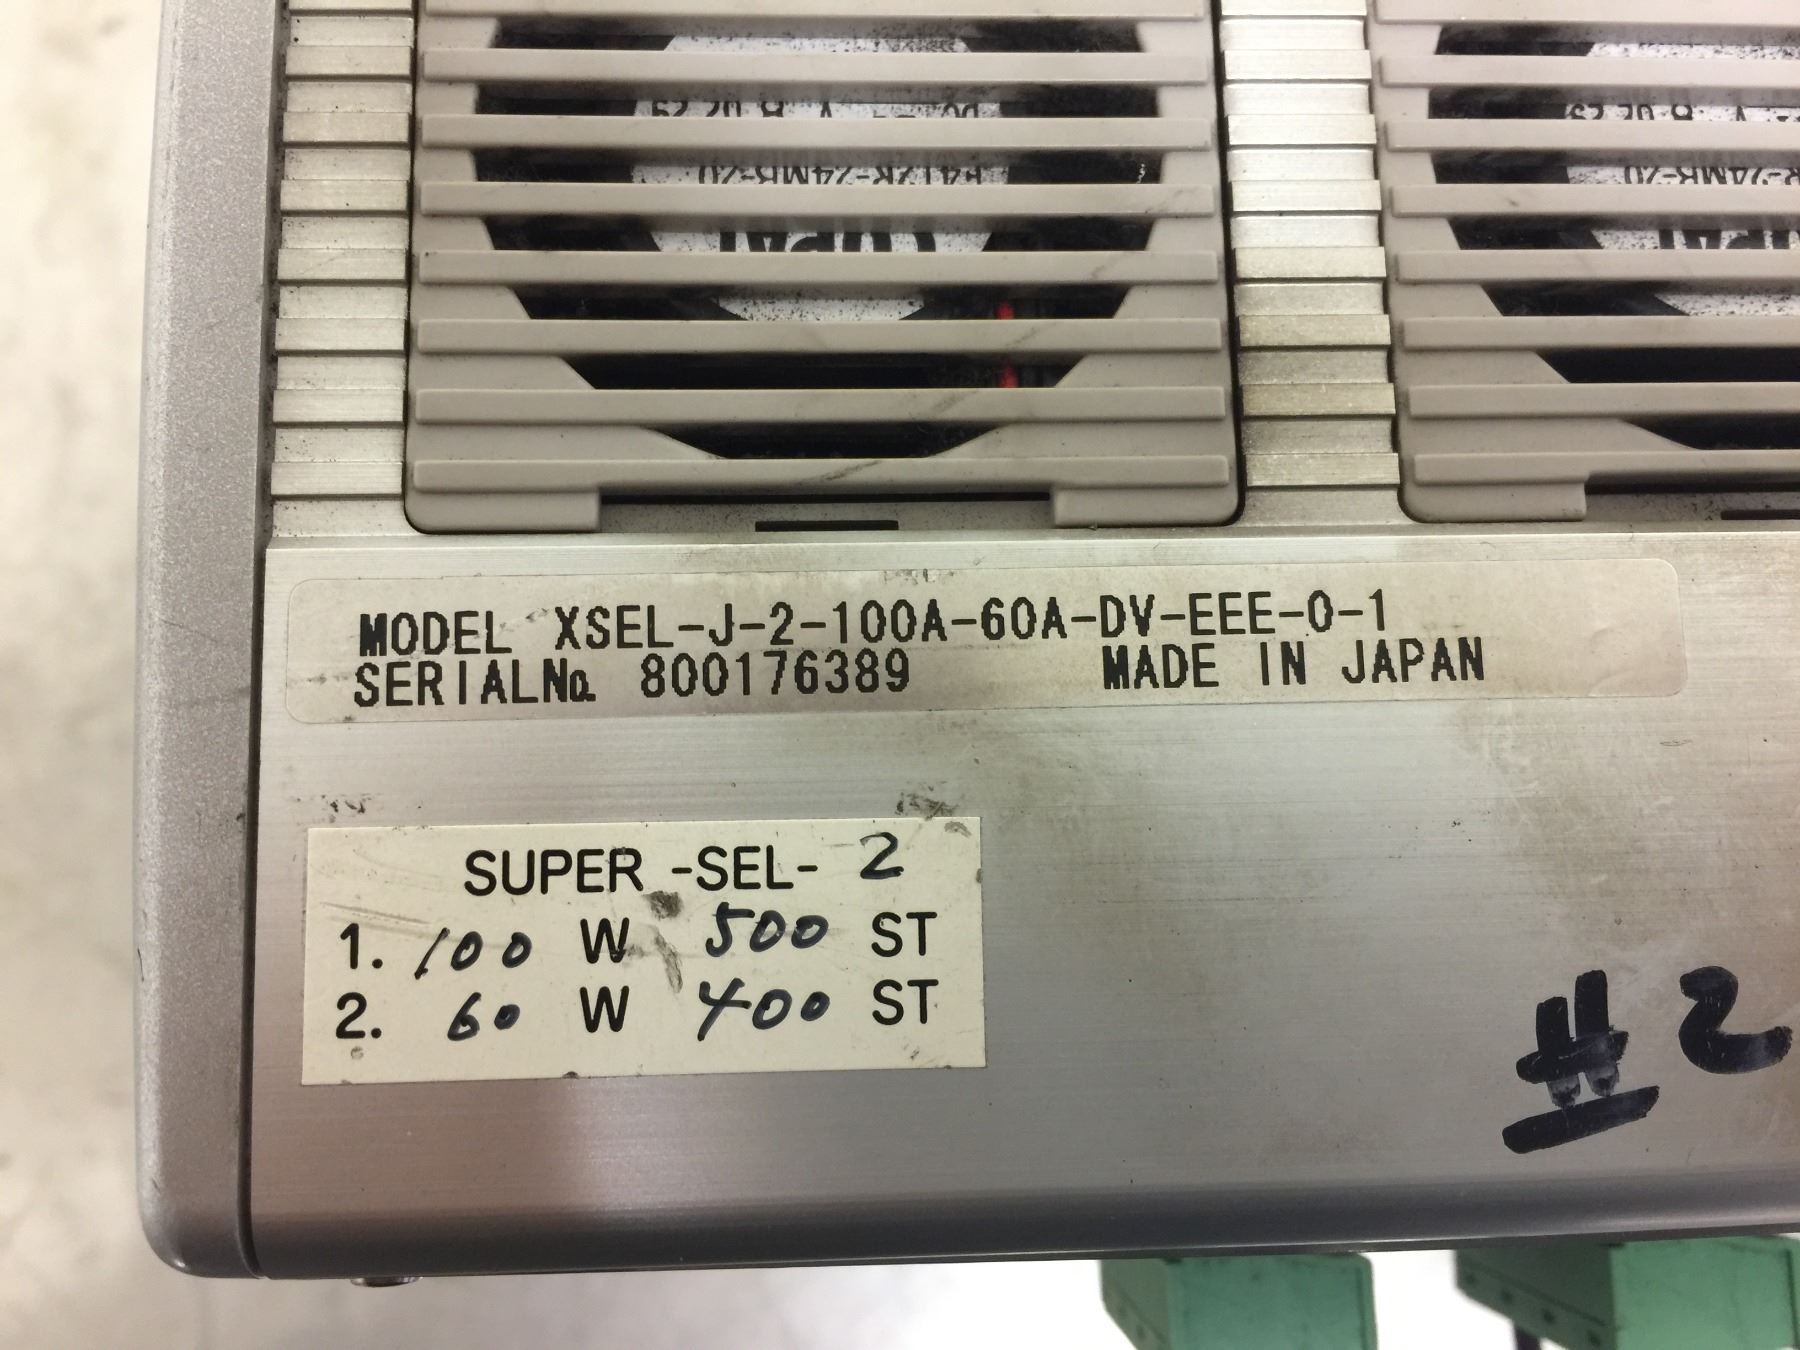 MODEL XSEL-J-2-100A-60A-DV-EEE-0-1
SERIALNo. 800176389 MADE IN JAPAN
SUPER -SEL- 2
1. 100 W 500 ST
2. 60 W 400 ST
#2